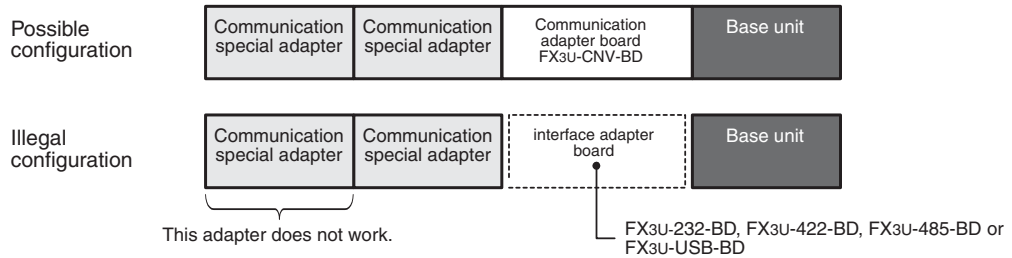 Possible
configuration
Communication
special adapter
Communication
special adapter
Communication
adapter board
FX3U-CNV-BD
Base unit
Illegal
configuration
Communication
special adapter
Communication
special adapter
interface adapter
board
Base unit
This adapter does not work.
FX3U-232-BD, FX3U-422-BD, FX3U-485-BD or
FX3U-USB-BD